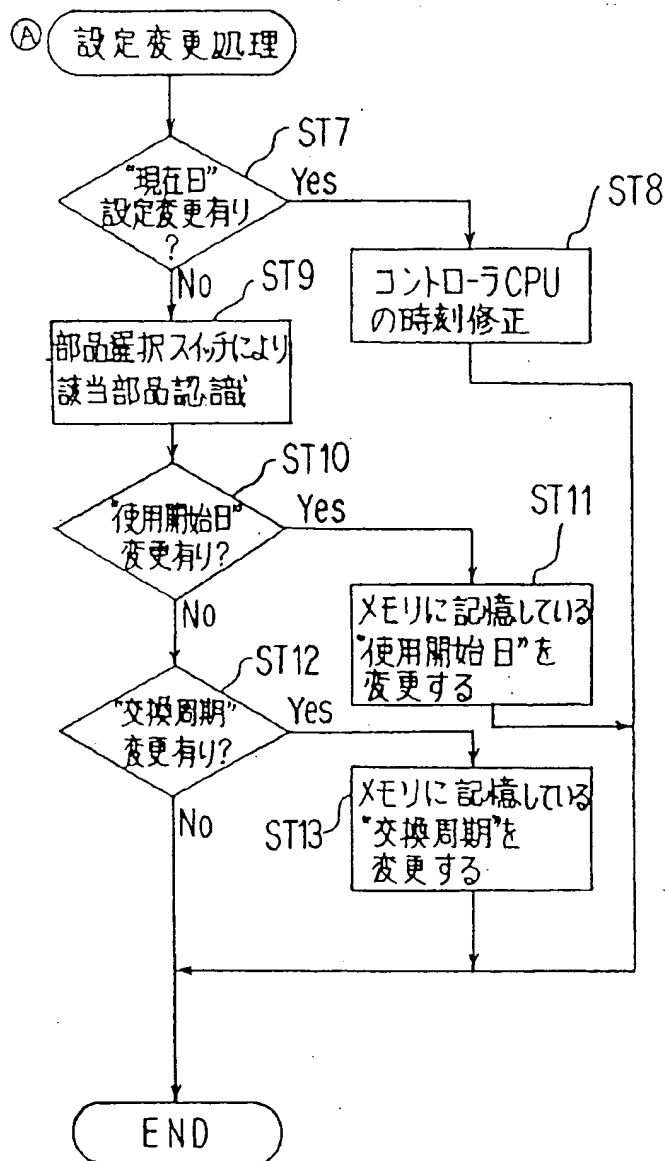 Ⓐ 設定変更処理
ST7
“現在日”
設定変更有り
?
Yes
No
ST8
コントローラCPU
の時刻修正
ST9
部品選択スイッチにより
該当部品認識
ST10
“使用開始日”
変更有り?
Yes
No
ST11
メモリに記憶している
“使用開始日”を
変更する
ST12
“交換周期”
変更有り?
Yes
No
ST13
メモリに記憶している
“交換周期”を
変更する
END